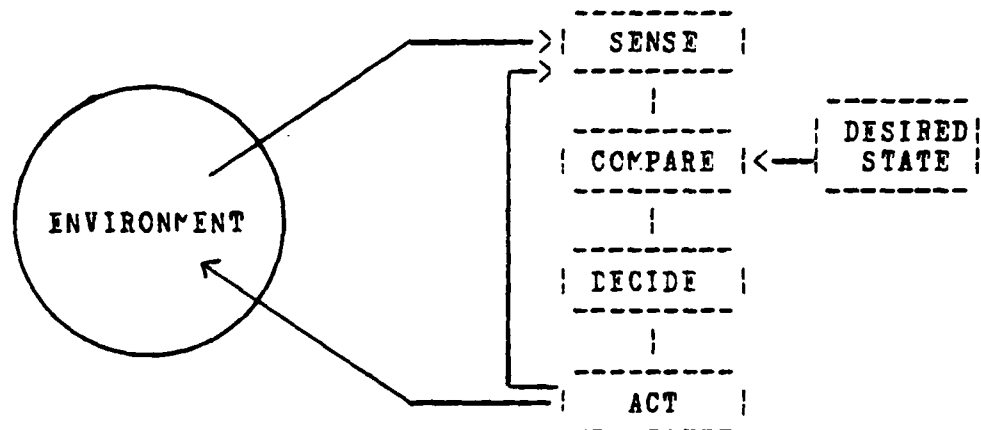 SENSE
COMPARE
DESIRED
STATE
ENVIRONMENT
DECIDE
ACT